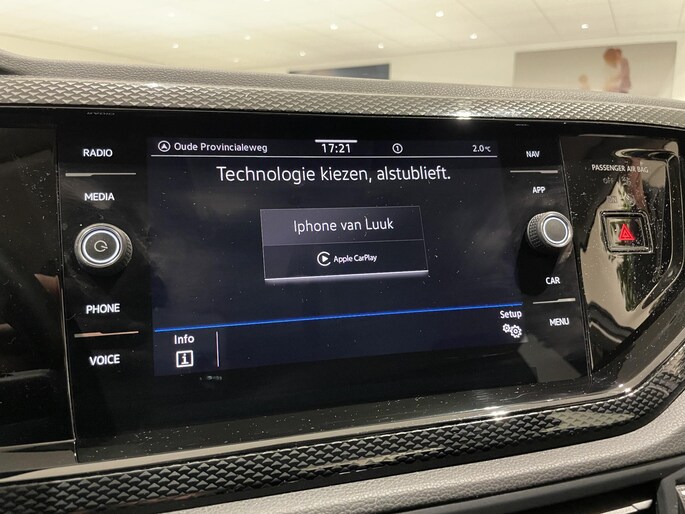 RADIO
MEDIA
PHONE
VOICE
Oude Provincialeweg 17:21 1 2.0°C
Technologie kiezen, alstublieft.
Iphone van Luuk
Apple CarPlay
Info
Setup
NAV
APP
CAR
MENU
PASSENGER AIR BAG